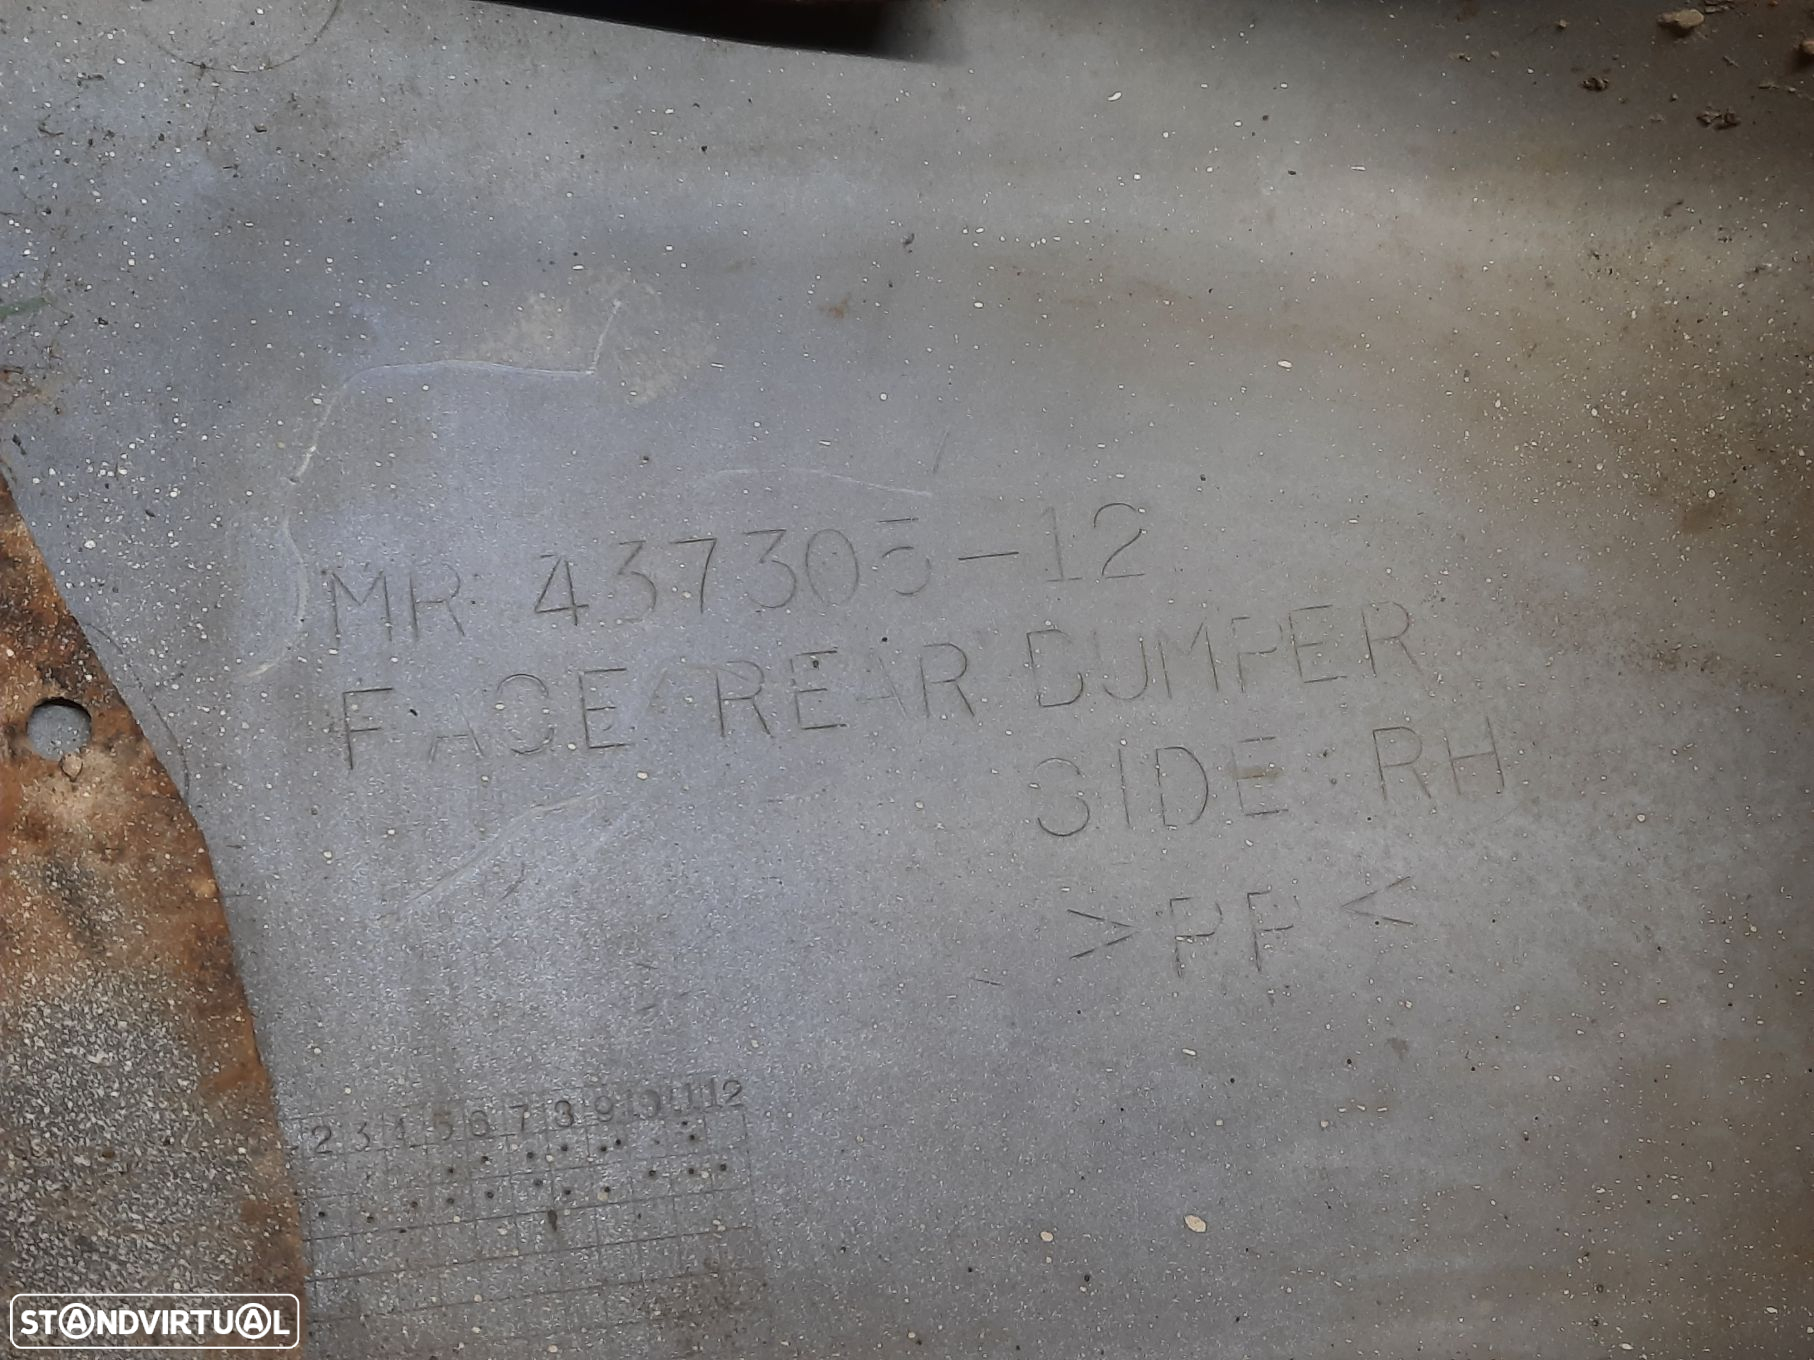 MR 437305-12
FACE REAR BUMPER
SIDE RH
>PP<
2 3 4 5 6 7 8 9 10 11 12
STANDVIRTUAL